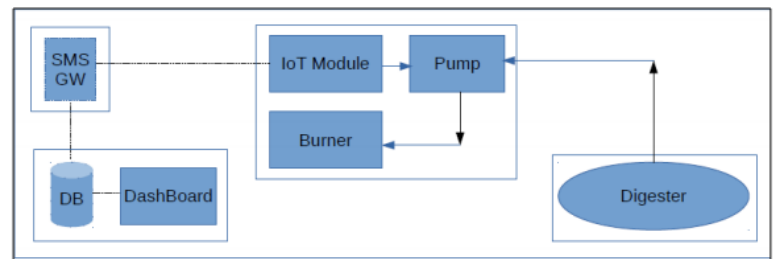 SMS
GW
IoT Module
Pump
Burner
DB
DashBoard
Digester